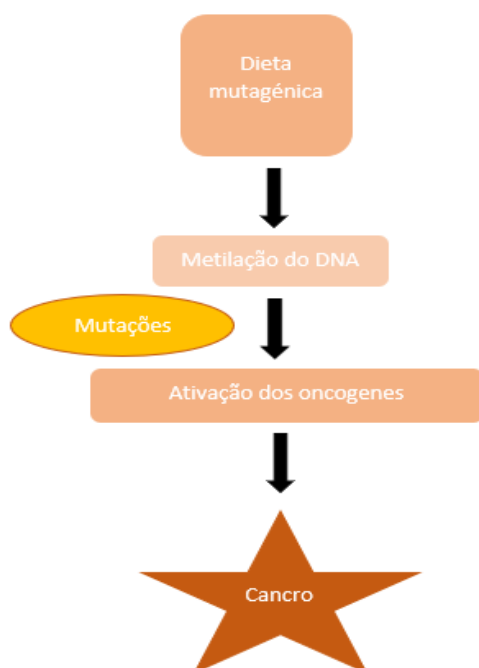 Dieta
mutagénica
Metilação do DNA
Mutações
Ativação dos oncogenes
Cancro